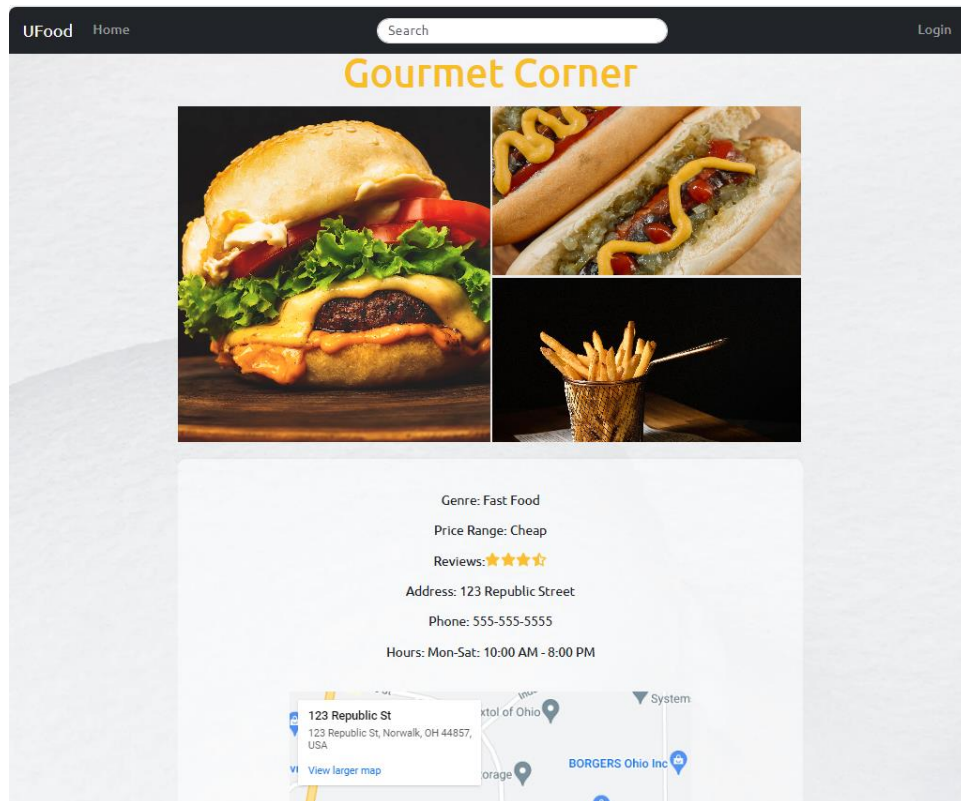 UFood Home Search Login
Gourmet Corner
Genre: Fast Food
Price Range: Cheap
Reviews:
Address: 123 Republic Street
Phone: 555-555-5555
Hours: Mon-Sat: 10:00 AM - 8:00 PM
System
xtol of Ohio
123 Republic St
123 Republic St, Norwalk, OH 44857,
USA
BORGERS Ohio Inc
View larger map
orage